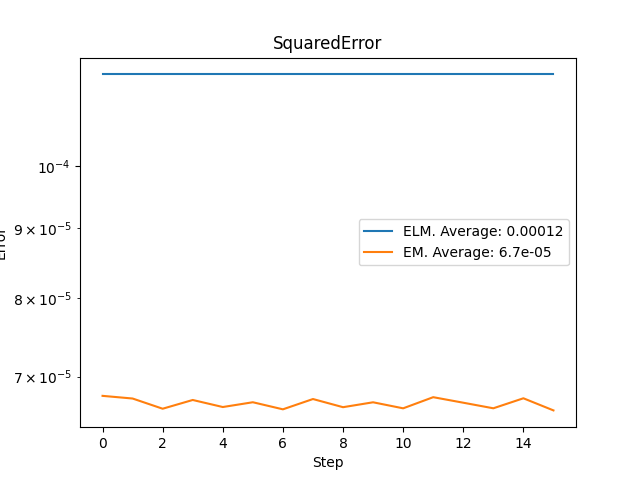 SquaredError
10⁻⁴
9 × 10⁻⁵
8 × 10⁻⁵
7 × 10⁻⁵
Error
ELM. Average: 0.00012
EM. Average: 6.7e-05
0 2 4 6 8 10 12 14
Step